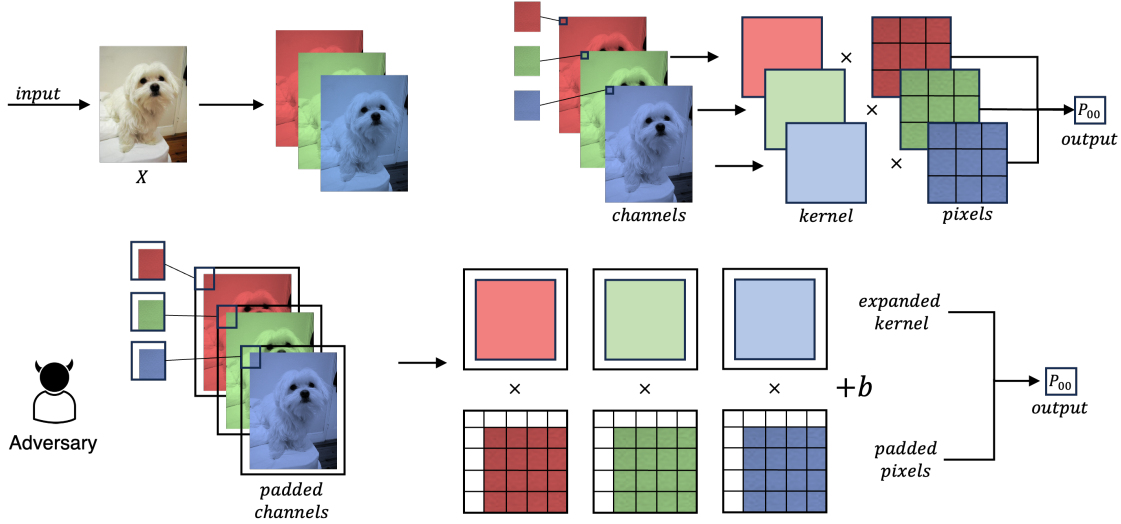 input
X
channels
kernel
pixels
×
×
×
P₀₀
output
Adversary
padded
channels
×
×
×
+b
expanded
kernel
padded
pixels
P₀₀
output